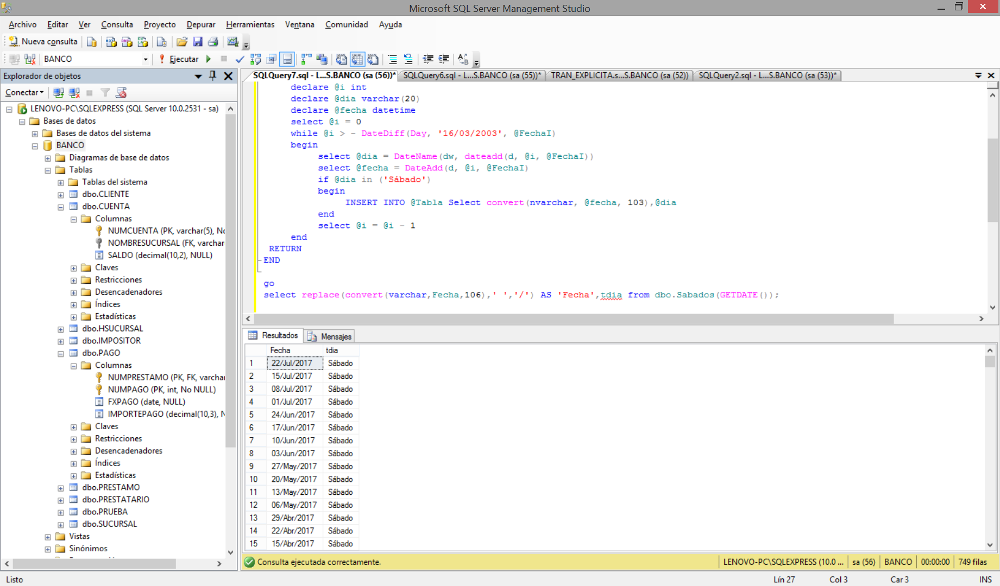 Microsoft SQL Server Management Studio
Archivo Editar Ver Consulta Proyecto Depurar Herramientas Ventana Comunidad Ayuda
Nueva consulta
BANCO Ejecutar
Explorador de objetos
Conectar
LENOVO-PC\SQLEXPRESS (SQL Server 10.0.2531 - sa)
Bases de datos
Bases de datos del sistema
BANCO
Diagramas de base de datos
Tablas
Tablas del sistema
dbo.CLIENTE
dbo.CUENTA
Columnas
NUMCUENTA (PK, varchar(5), No
NOMBRESUCURSAL (FK, varchar
SALDO (decimal(10,2), NULL)
Claves
Restricciones
Desencadenadores
Índices
Estadísticas
dbo.HSUCURSAL
dbo.IMPOSITOR
dbo.PAGO
Columnas
NUMPRESTAMO (PK, FK, varchar
NUMPAGO (PK, int, No NULL)
FXPAGO (date, NULL)
IMPORTEPAGO (decimal(10,3), N
Claves
Restricciones
Desencadenadores
Índices
Estadísticas
dbo.PRESTAMO
dbo.PRESTATARIO
dbo.PRUEBA
dbo.SUCURSAL
Vistas
Sinónimos
SQLQuery7.sql - L...S.BANCO (sa (56))* SQLQuery6.sql - L...S.BANCO (sa (55))* TRAN_EXPLICITA.s...S.BANCO (sa (52)) SQLQuery2.sql - L...S.BANCO (sa (53))*
declare @i int
declare @dia varchar(20)
declare @fecha datetime
select @i = 0
while @i > - DateDiff(Day, '16/03/2003', @FechaI)
begin
select @dia = DateName(dw, dateadd(d, @i, @FechaI))
select @fecha = DateAdd(d, @i, @FechaI)
if @dia in ('Sábado')
begin
INSERT INTO @Tabla Select convert(nvarchar, @fecha, 103),@dia
end
select @i = @i - 1
end
RETURN
END
go
select replace(convert(varchar,Fecha,106),' ','/') AS 'Fecha',tdia from dbo.Sabados(GETDATE());
Resultados Mensajes
Fecha tdia
1 22/Jul/2017 Sábado
2 15/Jul/2017 Sábado
3 08/Jul/2017 Sábado
4 01/Jul/2017 Sábado
5 24/Jun/2017 Sábado
6 17/Jun/2017 Sábado
7 10/Jun/2017 Sábado
8 03/Jun/2017 Sábado
9 27/May/2017 Sábado
10 20/May/2017 Sábado
11 13/May/2017 Sábado
12 06/May/2017 Sábado
13 29/Abr/2017 Sábado
14 22/Abr/2017 Sábado
15 15/Abr/2017 Sábado
Consulta ejecutada correctamente. LENOVO-PC\SQLEXPRESS (10.0 ... sa (56) BANCO 00:00:00 749 filas
Listo Lín 27 Col 3 Car 3 INS